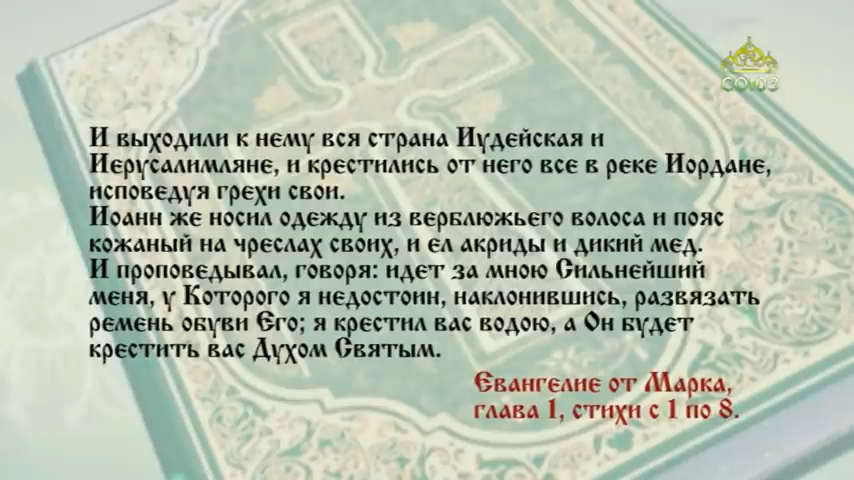 СОЮЗ
И выходили к нему вся страна Иудейская и
Иерусалимляне, и крестились от него все в реке Иордане,
исповедуя грехи свои.
Иоанн же носил одежду из верблюжьего волоса и пояс
кожаный на чреслах своих, и ел акриды и дикий мед.
И проповедывал, говоря: идет за мною Сильнейший
меня, у Которого я недостоин, наклонившись, развязать
ремень обуви Его; я крестил вас водою, а Он будет
крестить вас Духом Святым.
Евангелие от Марка,
глава 1, стихи с 1 по 8.